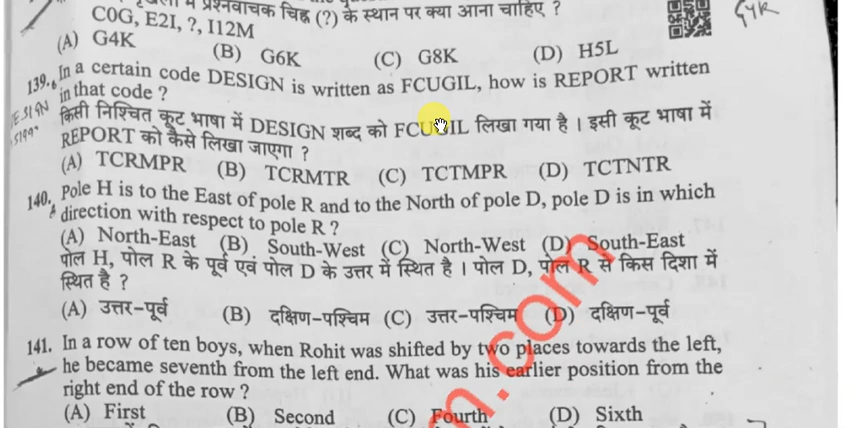 में प्रश्नवाचक चिह्न (?) के स्थान पर क्या आना चाहिए ?
C0G, E2I, ?, I12M
(A) G4K (B) G6K (C) G8K (D) H5L
GYK
139. In a certain code DESIGN is written as FCUGIL, how is REPORT written
in that code ?
किसी निश्चित कूट भाषा में DESIGN शब्द को FCUGIL लिखा गया है । इसी कूट भाषा में
REPORT को कैसे लिखा जाएगा ?
(A) TCRMPR (B) TCRMTR (C) TCTMPR (D) TCTNTR
140. Pole H is to the East of pole R and to the North of pole D, pole D is in which
direction with respect to pole R ?
(A) North-East (B) South-West (C) North-West (D) South-East
पोल H, पोल R के पूर्व एवं पोल D के उत्तर में स्थित है । पोल D, पोल R से किस दिशा में
स्थित है ?
(A) उत्तर-पूर्व (B) दक्षिण-पश्चिम (C) उत्तर-पश्चिम (D) दक्षिण-पूर्व
141. In a row of ten boys, when Rohit was shifted by two places towards the left,
he became seventh from the left end. What was his earlier position from the
right end of the row ?
(A) First (B) Second (C) Fourth (D) Sixth
m.com